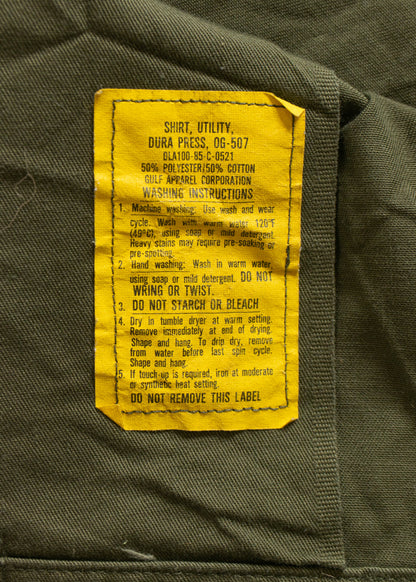 SHIRT, UTILITY,
DURA PRESS, OG-507
DLA100-85-C-0521
50% POLYESTER/50% COTTON
GULF APPAREL CORPORATION
WASHING INSTRUCTIONS
1. Machine washing: Use wash and wear
cycle. Wash with warm water 120°F
(49°C), using soap or mild detergent.
Heavy stains may require pre-soaking or
pre-spotting.
2. Hand washing: Wash in warm water
using soap or mild detergent. DO NOT
WRING OR TWIST.
3. DO NOT STARCH OR BLEACH
4. Dry in tumble dryer at warm setting.
Remove immediately at end of drying.
Shape and hang. To drip dry, remove
from water before last spin cycle.
Shape and hang.
5. If touch-up is required, iron at moderate
or synthetic heat setting.
DO NOT REMOVE THIS LABEL